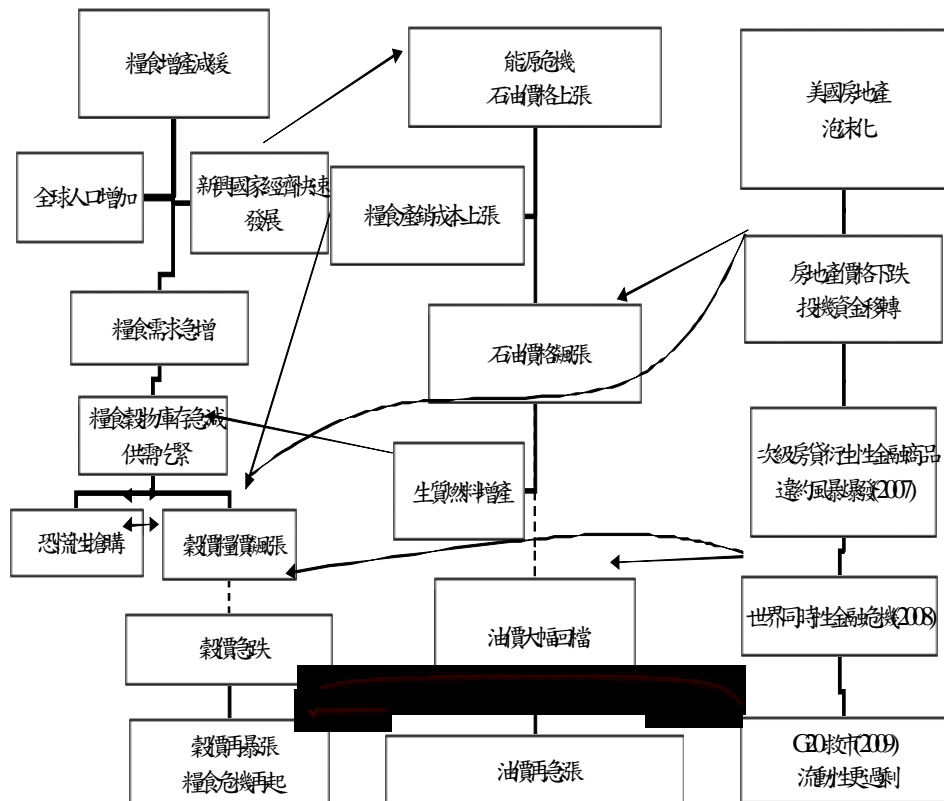 糧食增產減緩
全球人口增加
新興國家經濟快速
發展
糧食需求急增
糧食穀物庫存急減
供需吃緊
恐慌性搶購
穀價糧價飆漲
穀價急跌
穀價再暴漲
糧食危機再起
能源危機
石油價格上漲
糧食產銷成本上漲
石油價格飆漲
生質燃料增產
油價大幅回檔
油價再急漲
美國房地產
泡沫化
房地產價格下跌
投機資金移轉
次級房貸衍生性金融商品
違約風暴爆發(2007)
世界同時性金融危機(2008)
G20救市(2009)
流動性更過剩